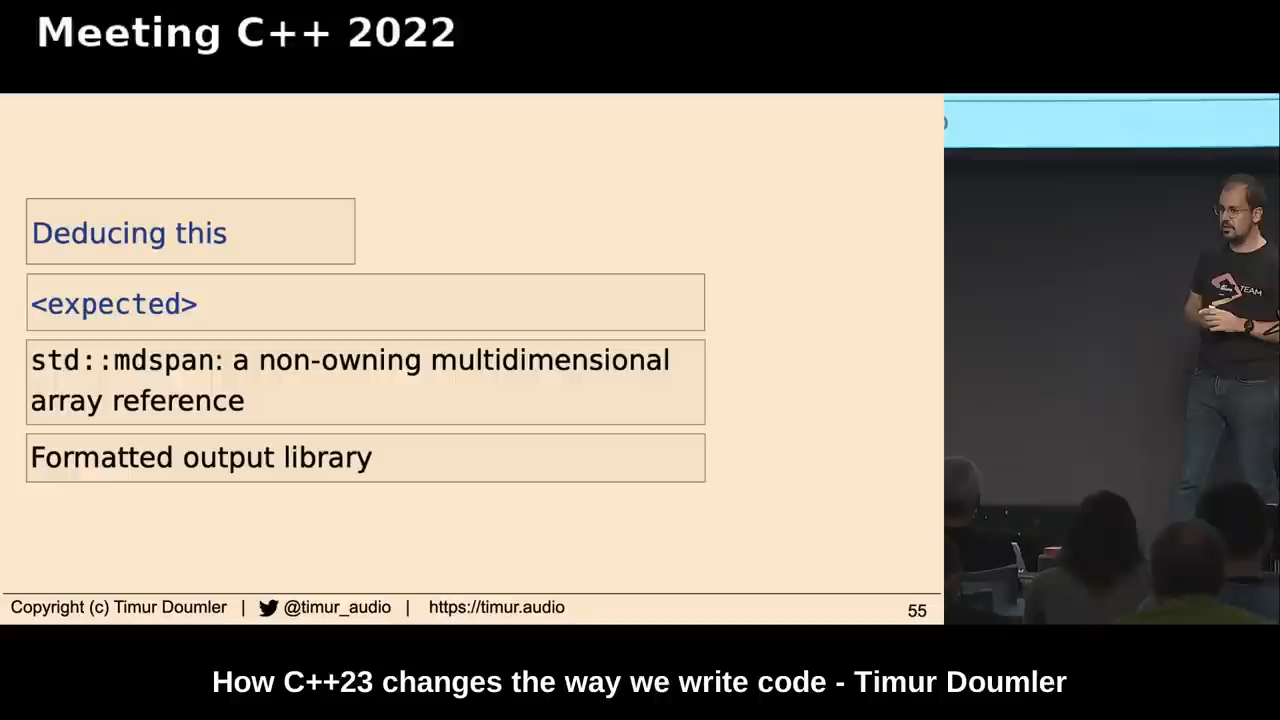 Meeting C++ 2022
Deducing this
<expected>
std::mdspan: a non-owning multidimensional
array reference
Formatted output library
TEAM
Copyright (c) Timur Doumler | @timur_audio | https://timur.audio
55
How C++23 changes the way we write code - Timur Doumler